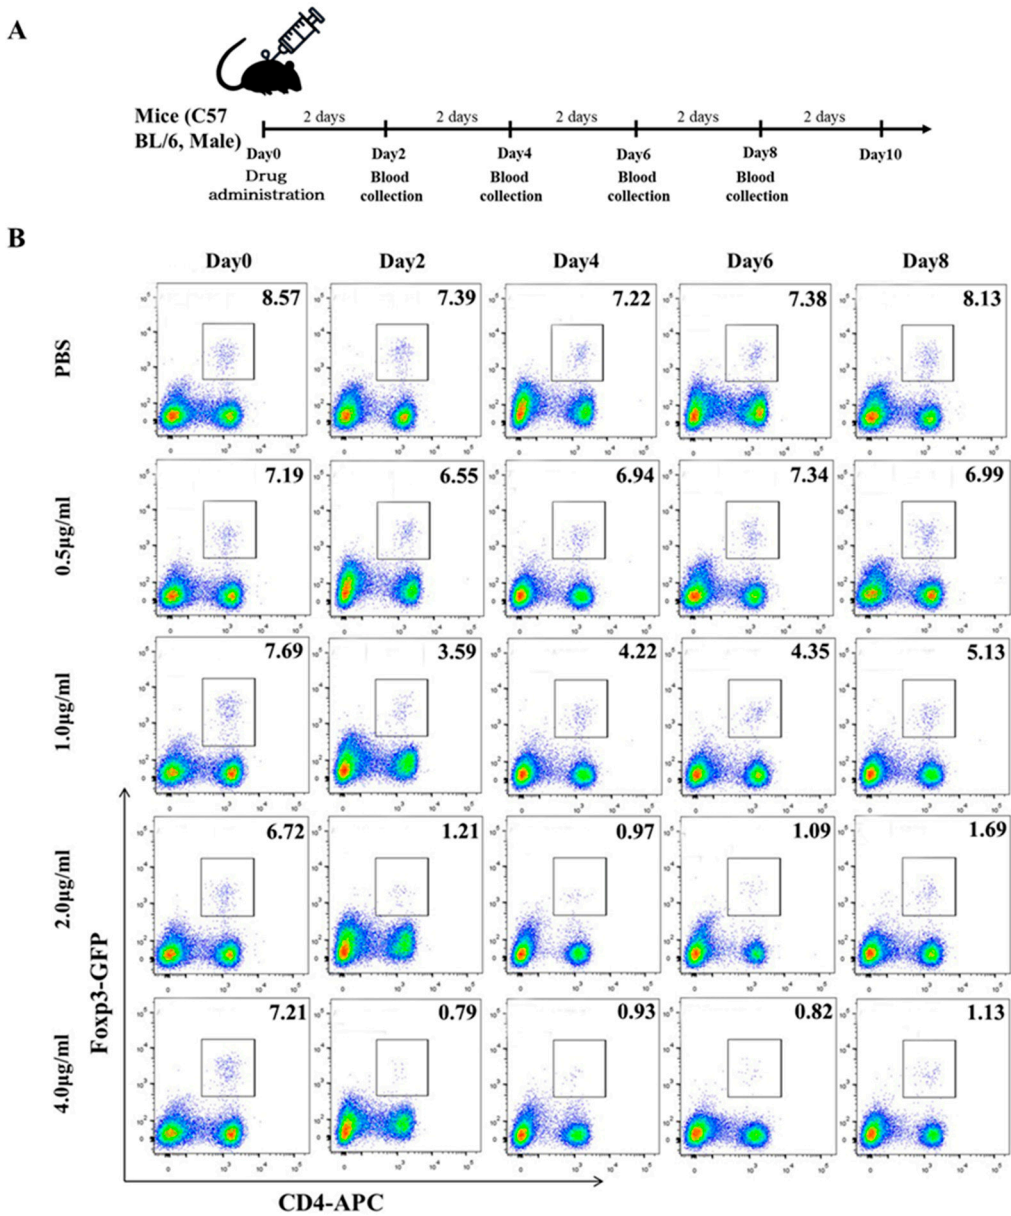 A
2 days 2 days 2 days 2 days 2 days
Mice (C57
BL/6, Male)
Day0 Day2 Day4 Day6 Day8 Day10
Drug Blood Blood Blood Blood
administration collection collection collection collection
B
Day0 Day2 Day4 Day6 Day8
PBS
8.57 7.39 7.22 7.38 8.13
0.5μg/ml
7.19 6.55 6.94 7.34 6.99
1.0μg/ml
7.69 3.59 4.22 4.35 5.13
2.0μg/ml
6.72 1.21 0.97 1.09 1.69
4.0μg/ml
7.21 0.79 0.93 0.82 1.13
Foxp3-GFP
CD4-APC